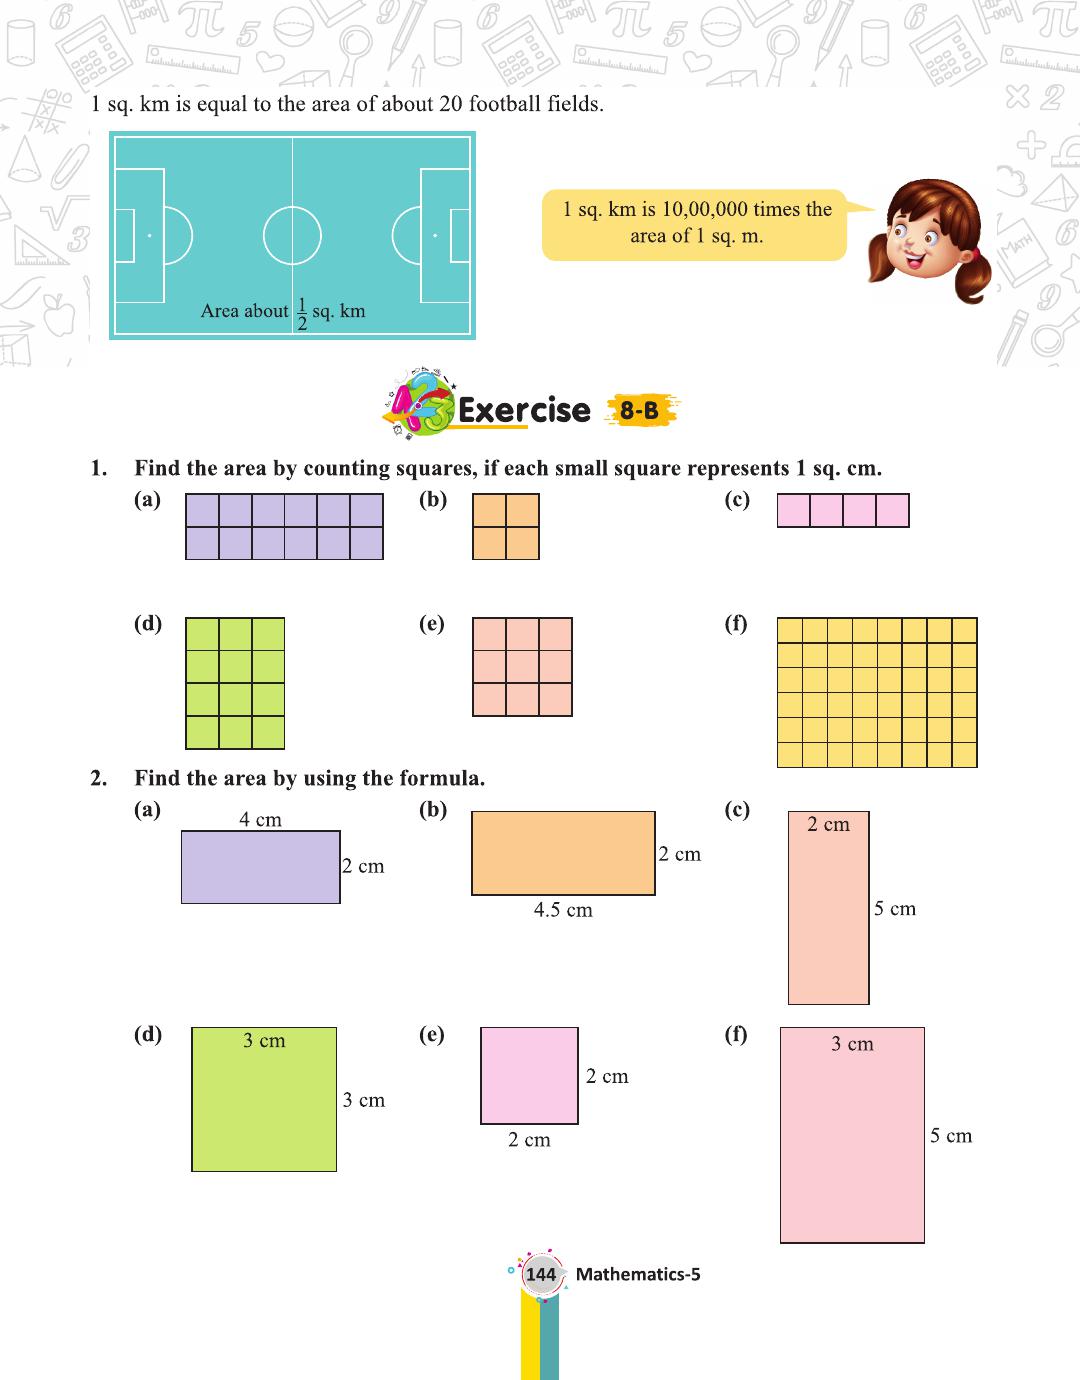 1 sq. km is equal to the area of about 20 football fields.
Area about 1/2 sq. km
1 sq. km is 10,00,000 times the
area of 1 sq. m.
Exercise 8-B
1. Find the area by counting squares, if each small square represents 1 sq. cm.
(a) (b) (c)
(d) (e) (f)
2. Find the area by using the formula.
(a) (b) (c)
4 cm
2 cm
2 cm
4.5 cm
2 cm
5 cm
(d) (e) (f)
3 cm
3 cm
2 cm
2 cm
3 cm
5 cm
144 Mathematics-5